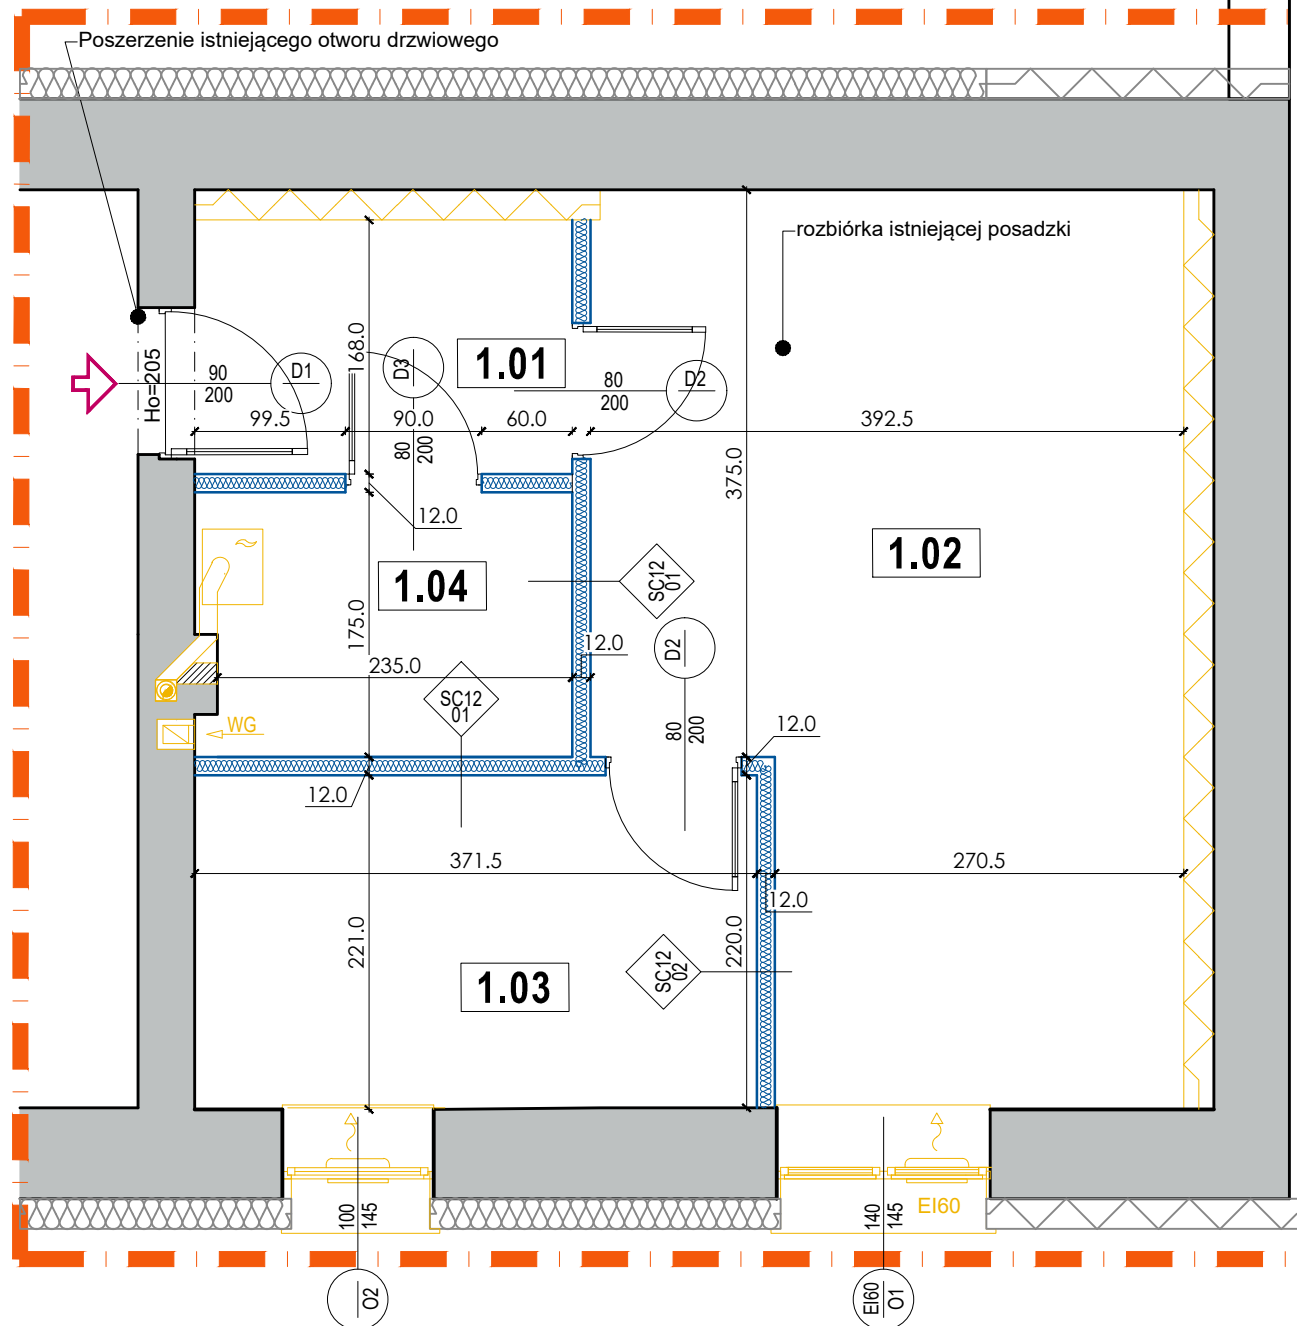 Poszerzenie istniejącego otworu drzwiowego
rozbiórka istniejącej posadzki
168.0
D3
1.01
Ho=205
90
200
D1
80
200
D2
99.5
90.0
60.0
392.5
80
200
375.0
12.0
1.02
1.04
SC12
01
175.0
12.0
D2
235.0
SC12
01
WG
80
200
12.0
12.0
371.5
270.5
12.0
221.0
220.0
SC12
02
1.03
100
145
140
145
EI60
O2
EI60
O1